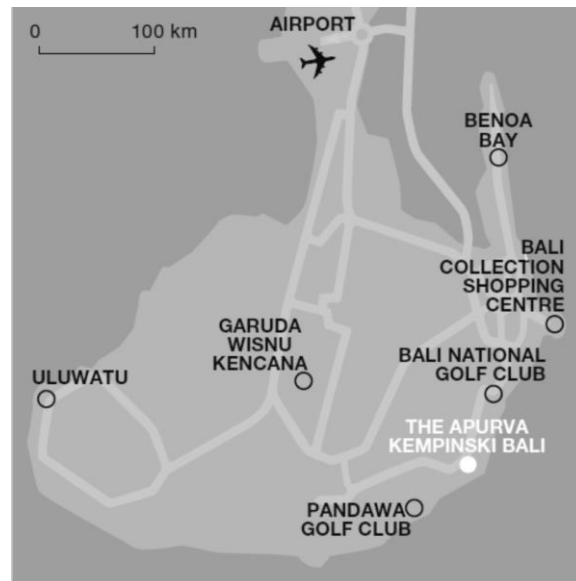 AIRPORT
0 100 km
BENOA
BAY
BALI
COLLECTION
SHOPPING
CENTRE
GARUDA
WISNU
KENCANA
ULUWATU
BALI NATIONAL
GOLF CLUB
THE APURVA
KEMPINSKI BALI
PANDAWA
GOLF CLUB